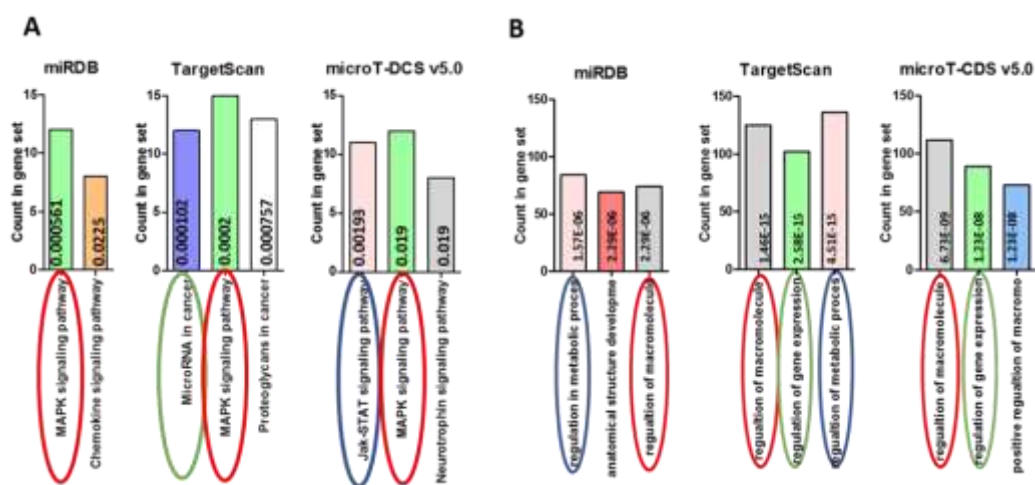 A
miRDB
Count in gene set
15
10
5
0
0.000561
0.0225
MAPK signaling pathway
Chemokine signaling pathway
TargetScan
Count in gene set
15
10
5
0
0.000102
0.0002
0.000757
MicroRNA in cancer
MAPK signaling pathway
Proteoglycans in cancer
microT-DCS v5.0
Count in gene set
15
10
5
0
0.00193
0.019
0.019
Jak-STAT signaling pathway
MAPK signaling pathway
Neurotrophin signaling pathway
B
miRDB
Count in gene set
150
100
50
0
1.57E-06
2.29E-06
2.29E-06
regulation in metabolic proces
anatomical structure developme
regualtion of macromolecule
TargetScan
Count in gene set
150
100
50
0
1.46E-15
2.58E-15
4.51E-15
regualtion of macromolecule
regulation of gene expression
regualtion of metabolic proces
microT-CDS v5.0
Count in gene set
150
100
50
0
6.73E-09
1.23E-08
1.23E-08
regualtion of macromolecule
regulation of gene expression
positive regualtion of macromo